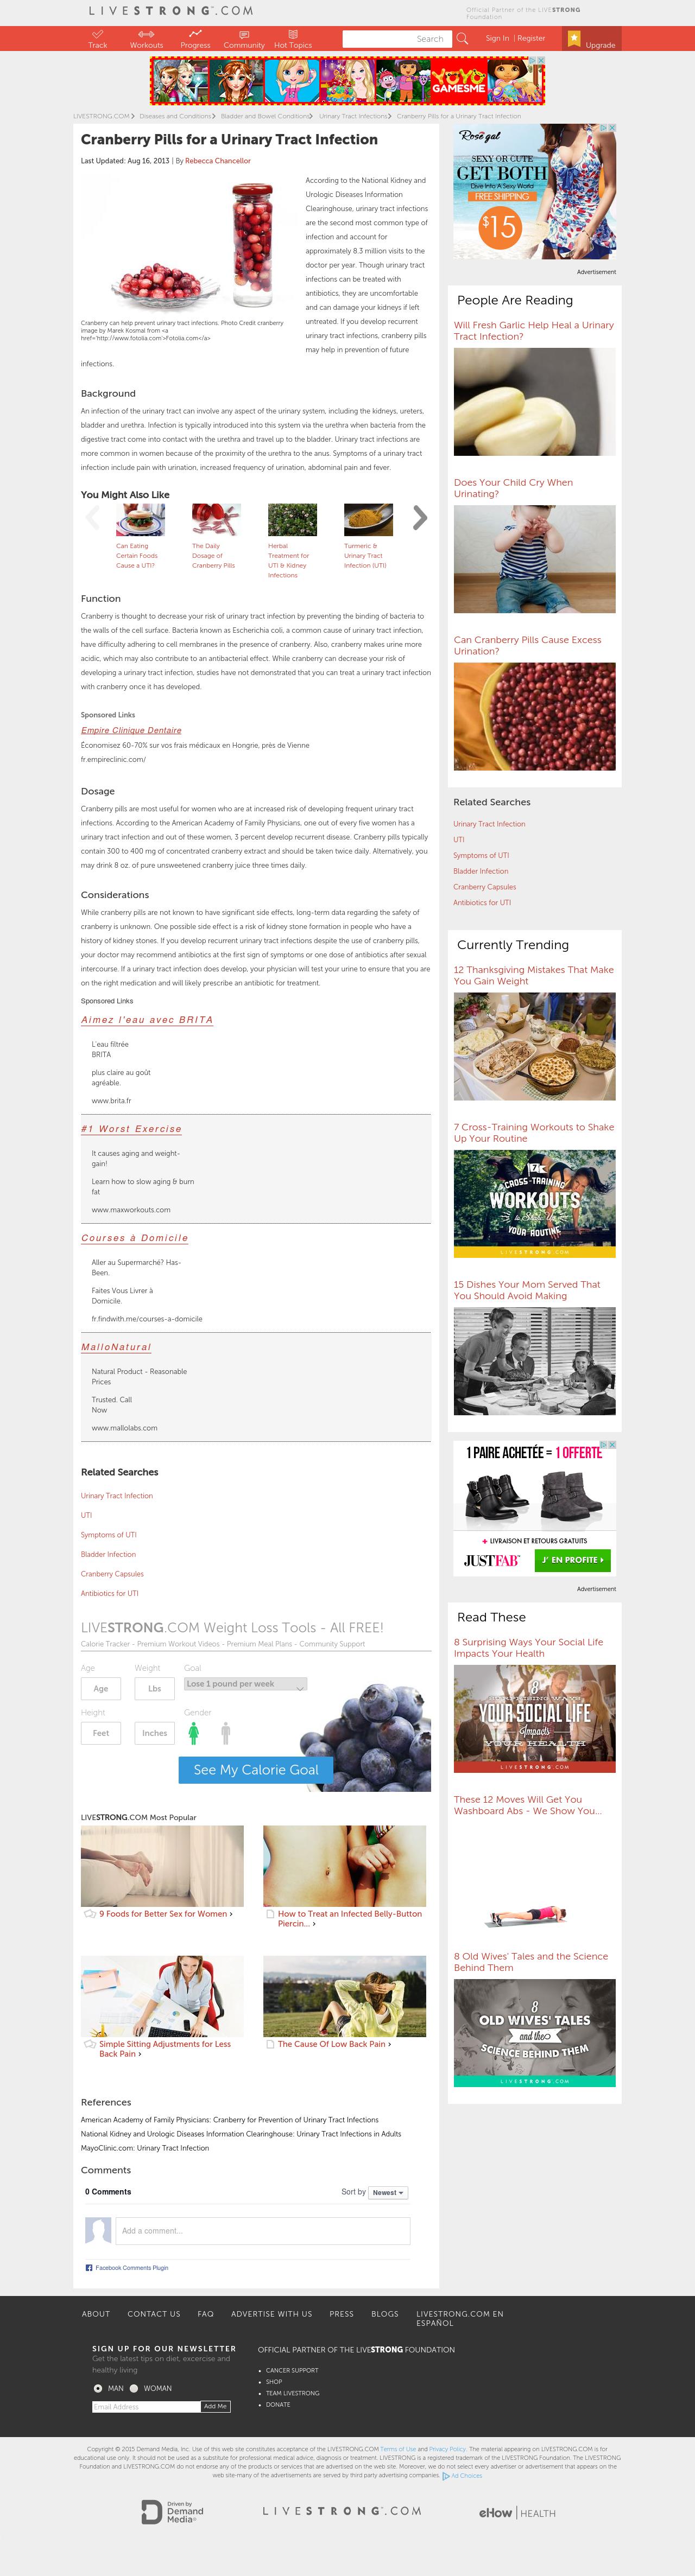 LIVESTRONG.COM
Official Partner of the LIVESTRONG
Foundation
Track
Workouts
Progress
Community
Hot Topics
Search
Sign In | Register
Upgrade
YOYO
GAMESME
LIVESTRONG.COM > Diseases and Conditions > Bladder and Bowel Conditions > Urinary Tract Infections > Cranberry Pills for a Urinary Tract Infection
Cranberry Pills for a Urinary Tract Infection
Last Updated: Aug 16, 2013 | By Rebecca Chancellor
Cranberry can help prevent urinary tract infections. Photo Credit cranberry
image by Marek Kosmal from <a
href='http://www.fotolia.com'>Fotolia.com</a>
According to the National Kidney and
Urologic Diseases Information
Clearinghouse, urinary tract infections
are the second most common type of
infection and account for
approximately 8.3 million visits to the
doctor per year. Though urinary tract
infections can be treated with
antibiotics, they are uncomfortable
and can damage your kidneys if left
untreated. If you develop recurrent
urinary tract infections, cranberry pills
may help in prevention of future
infections.
Background
An infection of the urinary tract can involve any aspect of the urinary system, including the kidneys, ureters,
bladder and urethra. Infection is typically introduced into this system via the urethra when bacteria from the
digestive tract come into contact with the urethra and travel up to the bladder. Urinary tract infections are
more common in women because of the proximity of the urethra to the anus. Symptoms of a urinary tract
infection include pain with urination, increased frequency of urination, abdominal pain and fever.
You Might Also Like
Can Eating
Certain Foods
Cause a UTI?
The Daily
Dosage of
Cranberry Pills
Herbal
Treatment for
UTI & Kidney
Infections
Turmeric &
Urinary Tract
Infection (UTI)
Function
Cranberry is thought to decrease your risk of urinary tract infection by preventing the binding of bacteria to
the walls of the cell surface. Bacteria known as Escherichia coli, a common cause of urinary tract infection,
have difficulty adhering to cell membranes in the presence of cranberry. Also, cranberry makes urine more
acidic, which may also contribute to an antibacterial effect. While cranberry can decrease your risk of
developing a urinary tract infection, studies have not demonstrated that you can treat a urinary tract infection
with cranberry once it has developed.
Sponsored Links
Empire Clinique Dentaire
Économisez 60-70% sur vos frais médicaux en Hongrie, près de Vienne
fr.empireclinic.com/
Dosage
Cranberry pills are most useful for women who are at increased risk of developing frequent urinary tract
infections. According to the American Academy of Family Physicians, one out of every five women has a
urinary tract infection and out of these women, 3 percent develop recurrent disease. Cranberry pills typically
contain 300 to 400 mg of concentrated cranberry extract and should be taken twice daily. Alternatively, you
may drink 8 oz. of pure unsweetened cranberry juice three times daily.
Considerations
While cranberry pills are not known to have significant side effects, long-term data regarding the safety of
cranberry is unknown. One possible side effect is a risk of kidney stone formation in people who have a
history of kidney stones. If you develop recurrent urinary tract infections despite the use of cranberry pills,
your doctor may recommend antibiotics at the first sign of symptoms or one dose of antibiotics after sexual
intercourse. If a urinary tract infection does develop, your physician will test your urine to ensure that you are
on the right medication and will likely prescribe an antibiotic for treatment.
Sponsored Links
Aimez l'eau avec BRITA
L'eau filtrée
BRITA
plus claire au goût
agréable.
www.brita.fr
#1 Worst Exercise
It causes aging and weight-
gain!
Learn how to slow aging & burn
fat
www.maxworkouts.com
Courses à Domicile
Aller au Supermarché? Has-
Been.
Faites Vous Livrer à
Domicile.
fr.findwith.me/courses-a-domicile
MalloNatural
Natural Product - Reasonable
Prices
Trusted. Call
Now
www.mallolabs.com
Related Searches
Urinary Tract Infection
UTI
Symptoms of UTI
Bladder Infection
Cranberry Capsules
Antibiotics for UTI
LIVESTRONG.COM Weight Loss Tools - All FREE!
Calorie Tracker - Premium Workout Videos - Premium Meal Plans - Community Support
Age
Weight
Goal
Age
Lbs
Lose 1 pound per week
Height
Gender
Feet
Inches
See My Calorie Goal
LIVESTRONG.COM Most Popular
9 Foods for Better Sex for Women ›
How to Treat an Infected Belly-Button
Piercin... ›
Simple Sitting Adjustments for Less
Back Pain ›
The Cause Of Low Back Pain ›
References
American Academy of Family Physicians: Cranberry for Prevention of Urinary Tract Infections
National Kidney and Urologic Diseases Information Clearinghouse: Urinary Tract Infections in Adults
MayoClinic.com: Urinary Tract Infection
Comments
0 Comments
Sort by Newest
Add a comment...
Facebook Comments Plugin
Rosegal
SEXY OR CUTE
GET BOTH
Dive Into A Sexy World
FREE SHIPPING
$15
Advertisement
People Are Reading
Will Fresh Garlic Help Heal a Urinary
Tract Infection?
Does Your Child Cry When
Urinating?
Can Cranberry Pills Cause Excess
Urination?
Related Searches
Urinary Tract Infection
UTI
Symptoms of UTI
Bladder Infection
Cranberry Capsules
Antibiotics for UTI
Currently Trending
12 Thanksgiving Mistakes That Make
You Gain Weight
7 Cross-Training Workouts to Shake
Up Your Routine
7
CROSS-TRAINING
WORKOUTS
to Shake Up
YOUR ROUTINE
LIVESTRONG.COM
15 Dishes Your Mom Served That
You Should Avoid Making
1 PAIRE ACHETÉE = 1 OFFERTE
+ LIVRAISON ET RETOURS GRATUITS
JUSTFAB
J' EN PROFITE
Advertisement
Read These
8 Surprising Ways Your Social Life
Impacts Your Health
8
SURPRISING WAYS
YOUR SOCIAL LIFE
Impacts
YOUR HEALTH
LIVESTRONG.COM
These 12 Moves Will Get You
Washboard Abs - We Show You...
8 Old Wives' Tales and the Science
Behind Them
8
OLD WIVES' TALES
and the
SCIENCE BEHIND THEM
LIVESTRONG.COM
ABOUT
CONTACT US
FAQ
ADVERTISE WITH US
PRESS
BLOGS
LIVESTRONG.COM EN
ESPAÑOL
SIGN UP FOR OUR NEWSLETTER
Get the latest tips on diet, excercise and
healthy living
MAN
WOMAN
Email Address
Add Me
OFFICIAL PARTNER OF THE LIVESTRONG FOUNDATION
CANCER SUPPORT
SHOP
TEAM LIVESTRONG
DONATE
Copyright © 2015 Demand Media, Inc. Use of this web site constitutes acceptance of the LIVESTRONG.COM Terms of Use and Privacy Policy. The material appearing on LIVESTRONG.COM is for
educational use only. It should not be used as a substitute for professional medical advice, diagnosis or treatment. LIVESTRONG is a registered trademark of the LIVESTRONG Foundation. The LIVESTRONG
Foundation and LIVESTRONG.COM do not endorse any of the products or services that are advertised on the web site. Moreover, we do not select every advertiser or advertisement that appears on the
web site-many of the advertisements are served by third party advertising companies. Ad Choices
Driven by
Demand
Media®
LIVESTRONG.COM
eHow | HEALTH